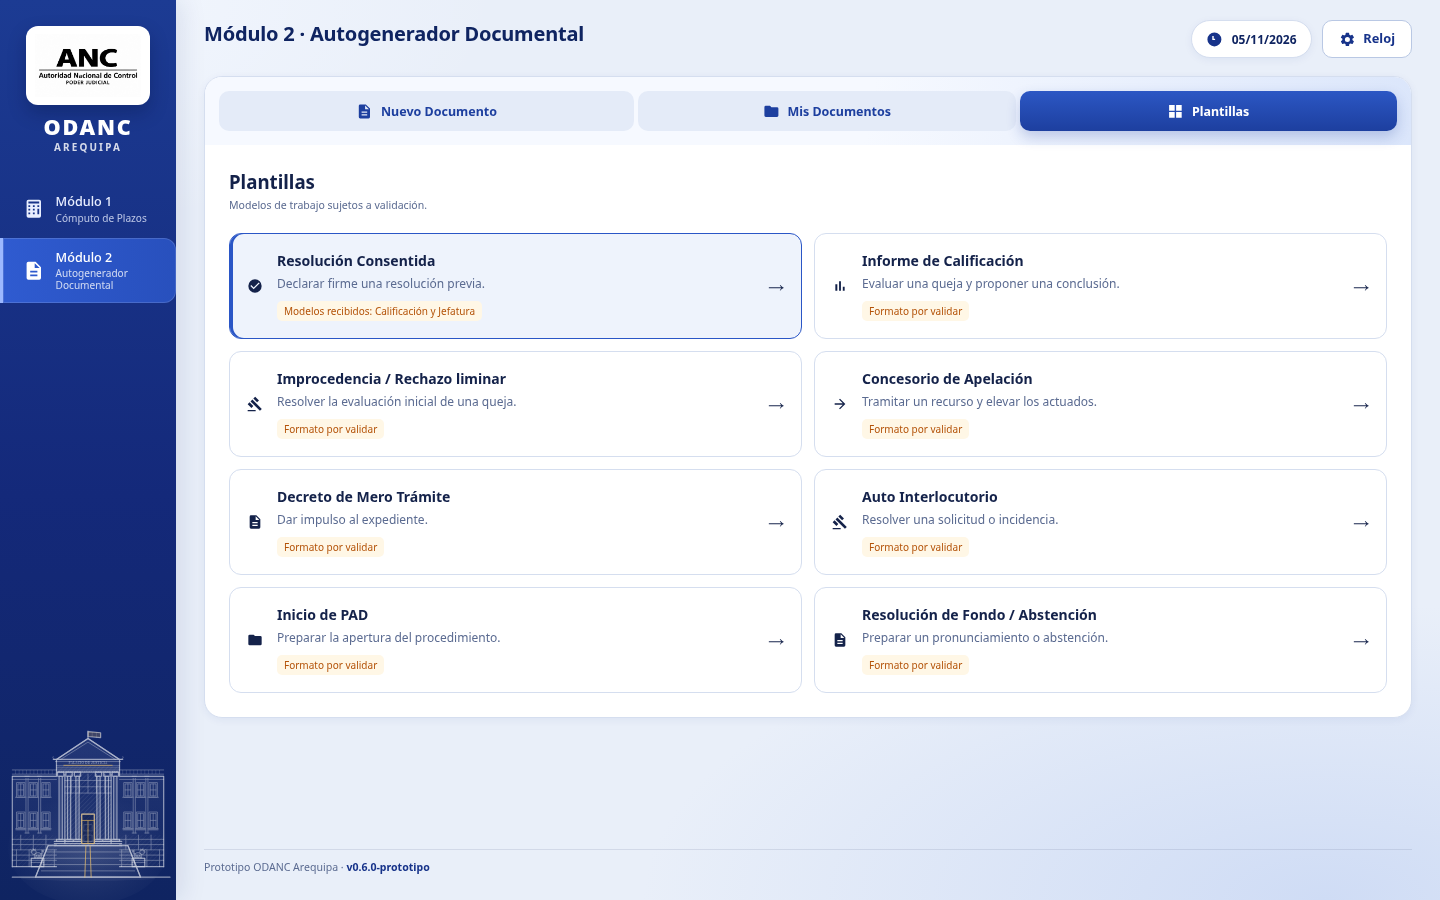 ANC
Autoridad Nacional de Control
PODER JUDICIAL
ODANC
AREQUIPA
Módulo 1
Cómputo de Plazos
Módulo 2
Autogenerador
Documental
Módulo 2 · Autogenerador Documental
05/11/2026
Reloj
Nuevo Documento
Mis Documentos
Plantillas
Plantillas
Modelos de trabajo sujetos a validación.
Resolución Consentida
Declarar firme una resolución previa.
Modelos recibidos: Calificación y Jefatura
→
Informe de Calificación
Evaluar una queja y proponer una conclusión.
Formato por validar
→
Improcedencia / Rechazo liminar
Resolver la evaluación inicial de una queja.
Formato por validar
→
Concesorio de Apelación
Tramitar un recurso y elevar los actuados.
Formato por validar
→
Decreto de Mero Trámite
Dar impulso al expediente.
Formato por validar
→
Auto Interlocutorio
Resolver una solicitud o incidencia.
Formato por validar
→
Inicio de PAD
Preparar la apertura del procedimiento.
Formato por validar
→
Resolución de Fondo / Abstención
Preparar un pronunciamiento o abstención.
Formato por validar
→
Prototipo ODANC Arequipa · v0.6.0-prototipo